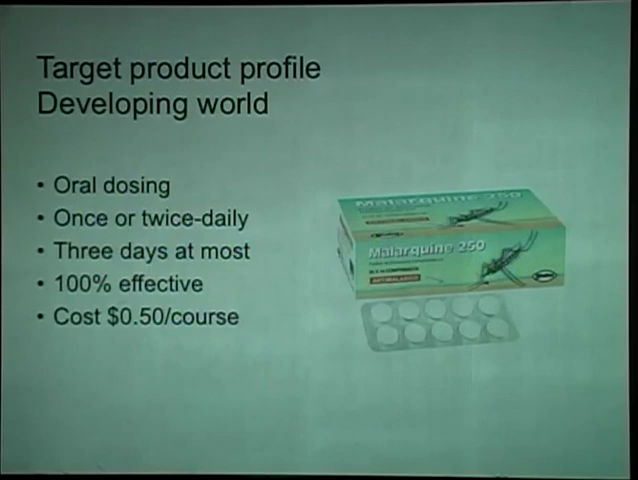 Target product profile
Developing world
• Oral dosing
• Once or twice-daily
• Three days at most
• 100% effective
• Cost $0.50/course
Malarquine 250
Malarquine 250
ANTIMALARICO